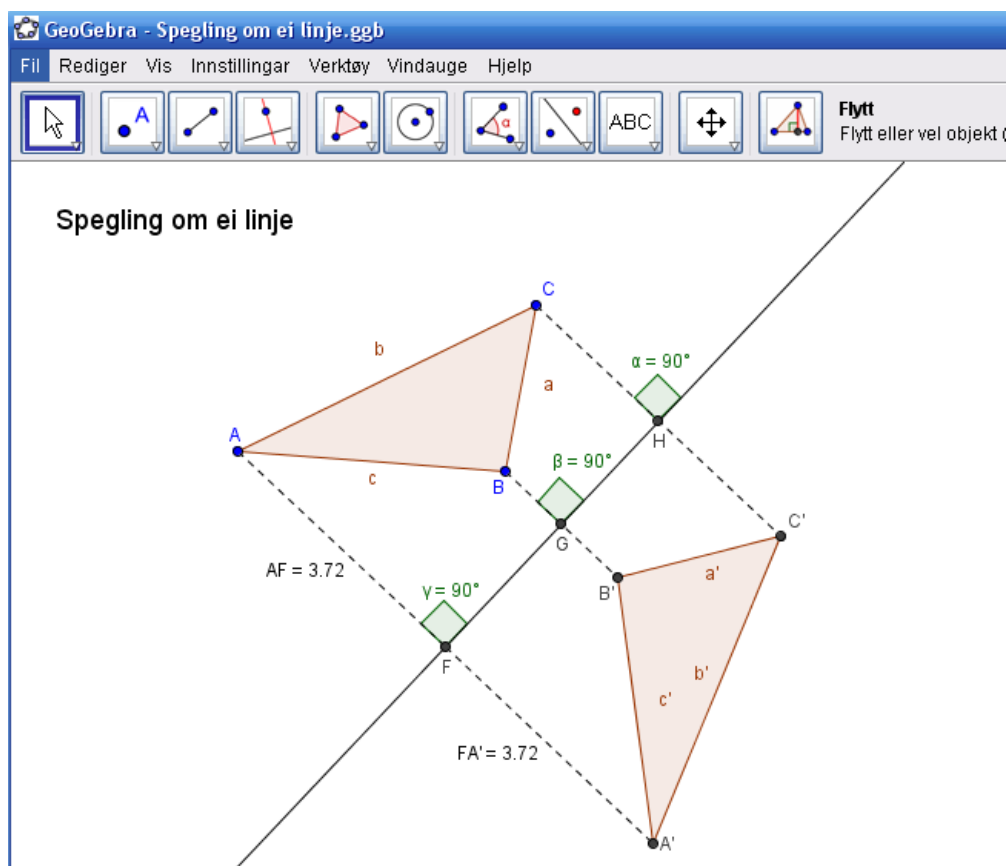 GeoGebra - Spegling om ei linje.ggb
Fil Rediger Vis Innstillingar Verktøy Vindauge Hjelp
A
α
ABC
Flytt
Flytt eller vel objekt
Spegling om ei linje
C
b
α = 90°
a
A
H
β = 90°
c
B
G
C'
AF = 3.72
a'
γ = 90°
B'
F
b'
c'
FA' = 3.72
A'